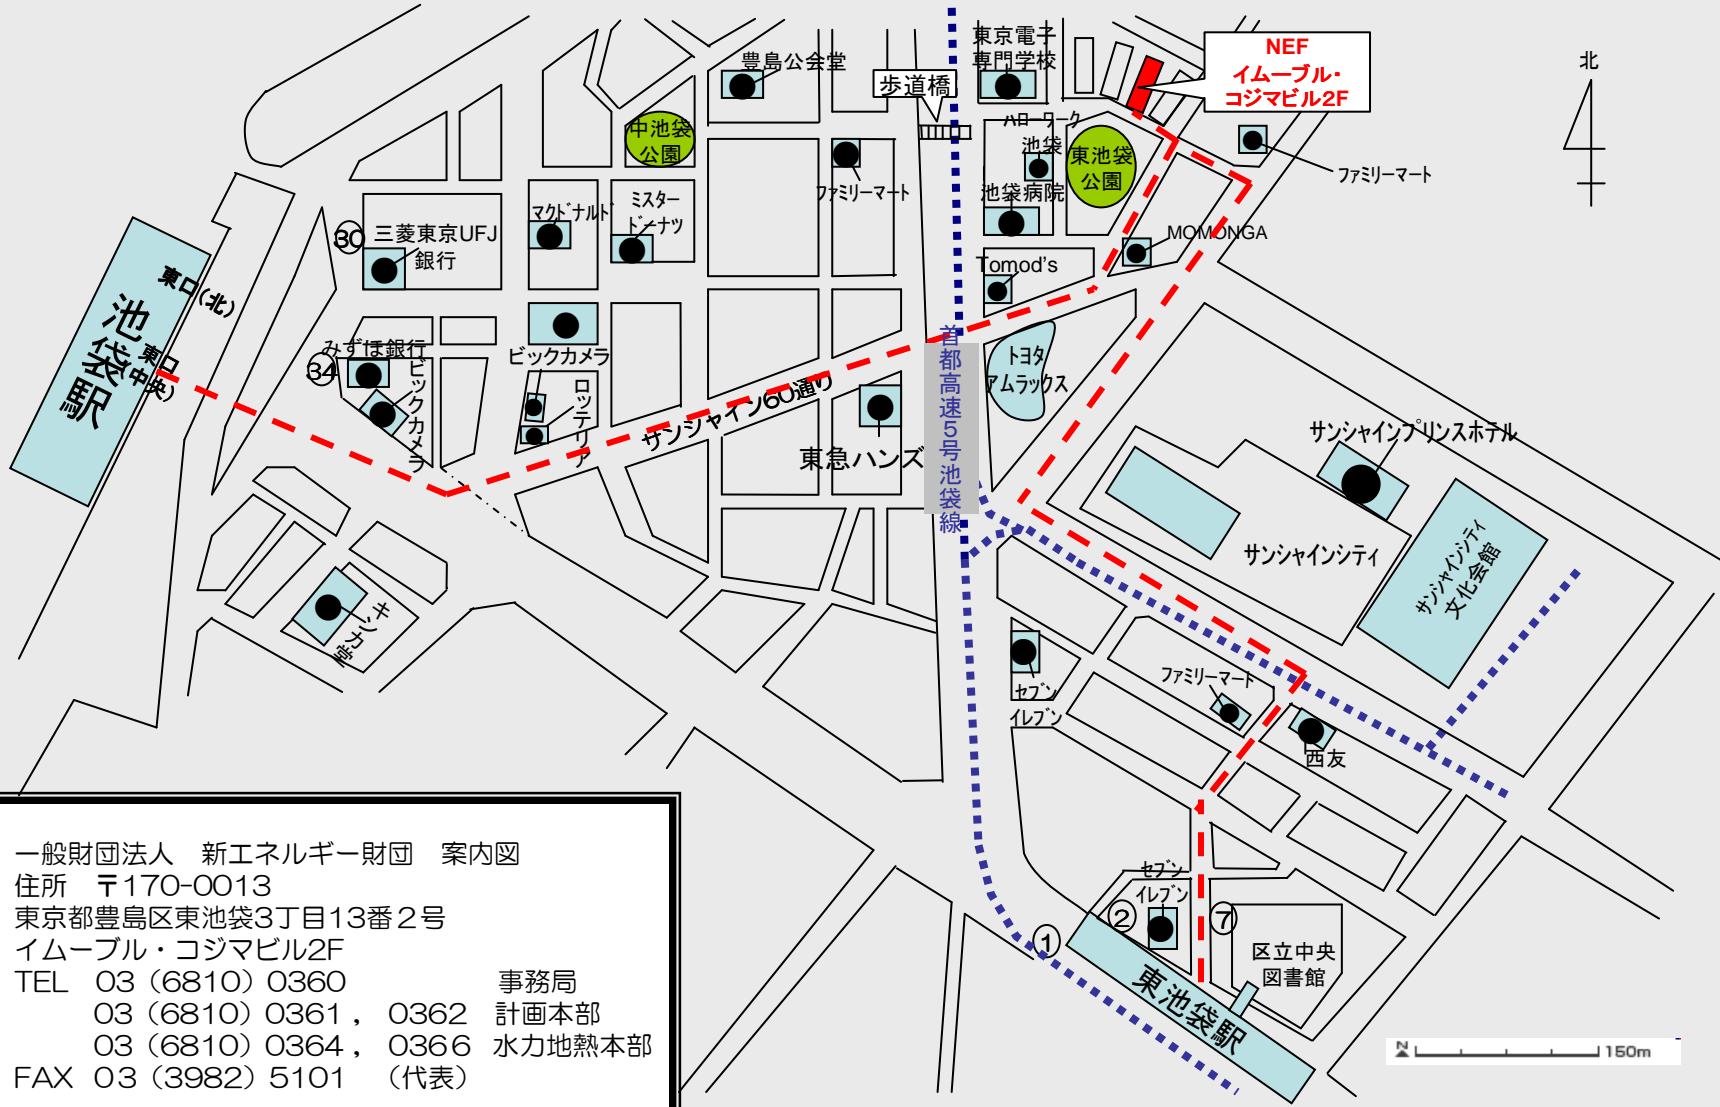 東京電子
専門学校
NEF
イムーブル・
コジマビル2F
北
豊島公会堂
歩道橋
中池袋
公園
ハローワーク
池袋
東池袋
公園
ファミリーマート
ファミリーマート
池袋病院
マクドナルド
ミスター
ドーナツ
30
三菱東京UFJ
銀行
MOMONGA
Tomod's
東口(北)
池袋駅
東口
(中央)
みずほ銀行
34
ビックカメラ
ビックカメラ
ロッテリア
サンシャイン60通り
首都高速5号池袋線
トヨタ
アムラックス
東急ハンズ
サンシャインプリンスホテル
サンシャインシティ
サンシャインシティ
文化会館
キンカ堂
セブン
イレブン
ファミリーマート
西友
セブン
イレブン
①
②
⑦
区立中央
図書館
東池袋駅
N
150m
一般財団法人 新エネルギー財団 案内図
住所 〒170-0013
東京都豊島区東池袋3丁目13番2号
イムーブル・コジマビル2F
TEL 03(6810)0360 事務局
03(6810)0361, 0362 計画本部
03(6810)0364, 0366 水力地熱本部
FAX 03(3982)5101 (代表)